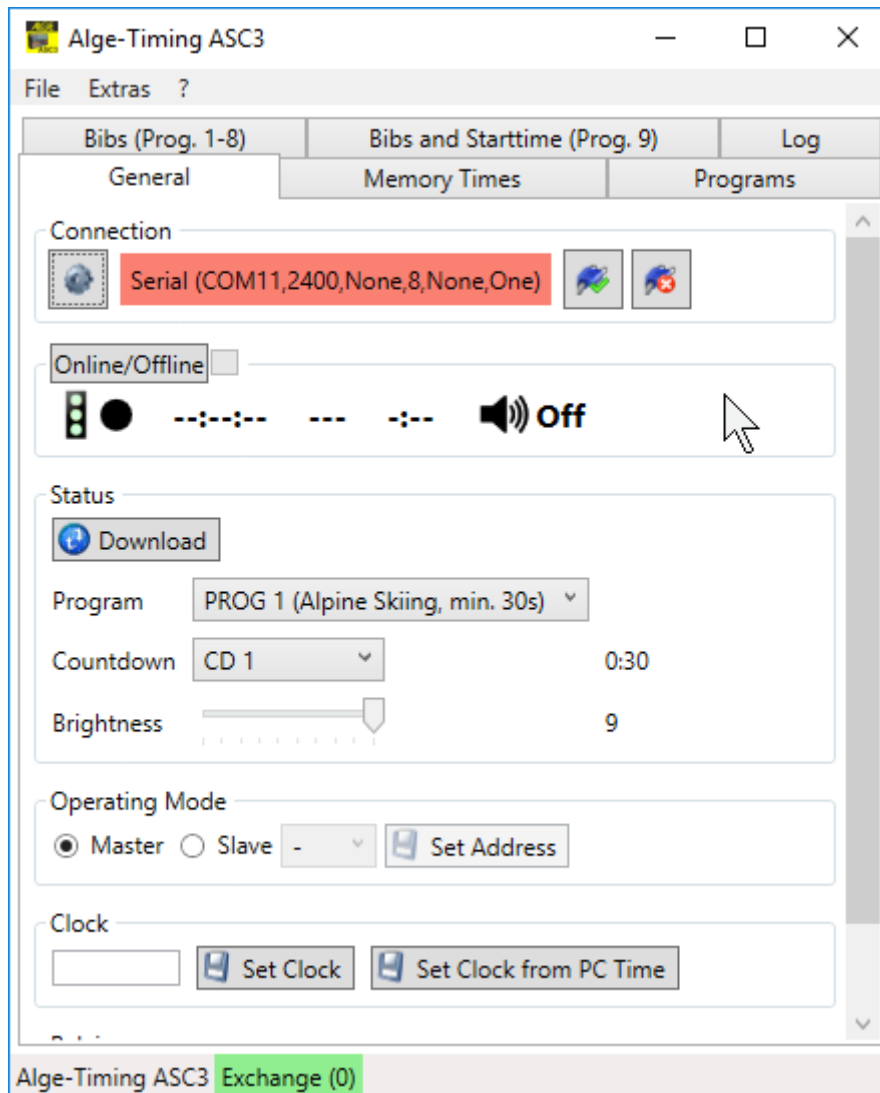 Alge-Timing ASC3
File Extras ?
Bibs (Prog. 1-8) Bibs and Starttime (Prog. 9) Log
General Memory Times Programs
Connection
Serial (COM11,2400,None,8,None,One)
Online/Offline
--:--:-- --- -:-- Off
Status
Download
Program PROG 1 (Alpine Skiing, min. 30s)
Countdown CD 1 0:30
Brightness 9
Operating Mode
Master Slave - Set Address
Clock
Set Clock Set Clock from PC Time
Alge-Timing ASC3 Exchange (0)